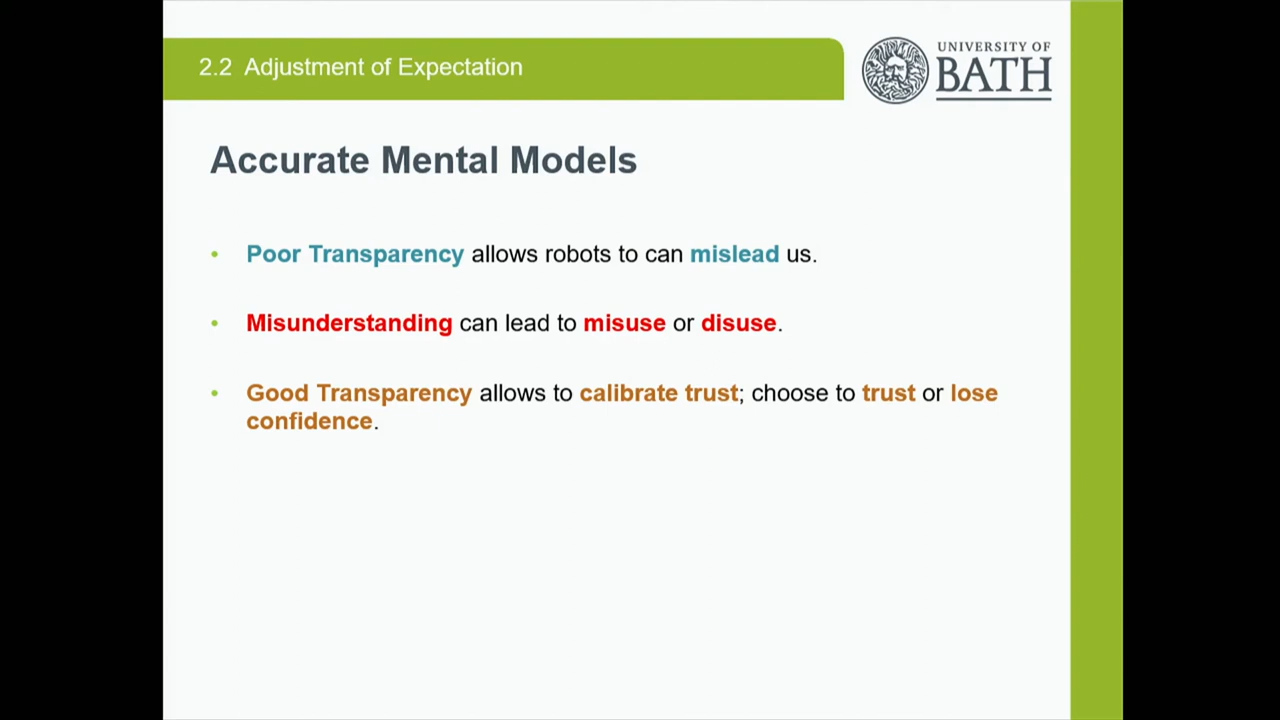 2.2 Adjustment of Expectation
UNIVERSITY OF
BATH
Accurate Mental Models
• Poor Transparency allows robots to can mislead us.
• Misunderstanding can lead to misuse or disuse.
• Good Transparency allows to calibrate trust; choose to trust or lose
confidence.